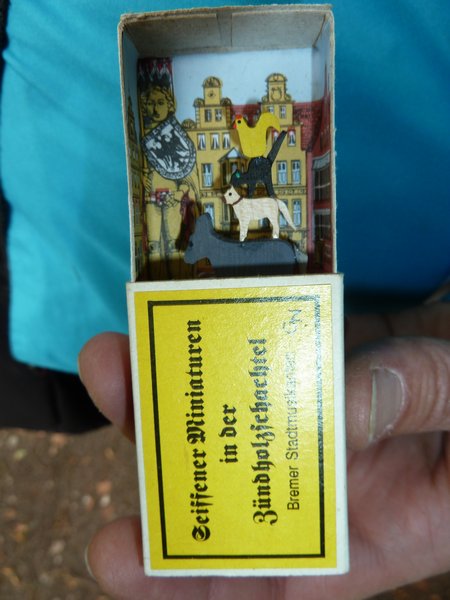 Seiffener Miniaturen
in der
Zündholzschachtel
Bremer Stadtmusikanten